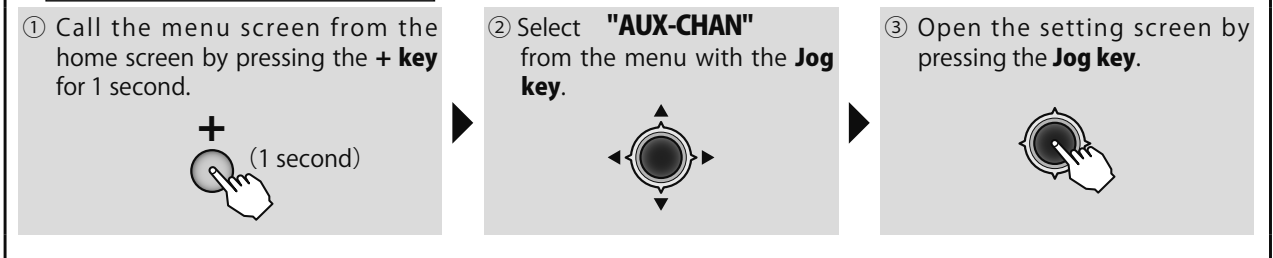 ① Call the menu screen from the
home screen by pressing the + key
for 1 second.
+
(1 second)
② Select "AUX-CHAN"
from the menu with the Jog
key.
③ Open the setting screen by
pressing the Jog key.